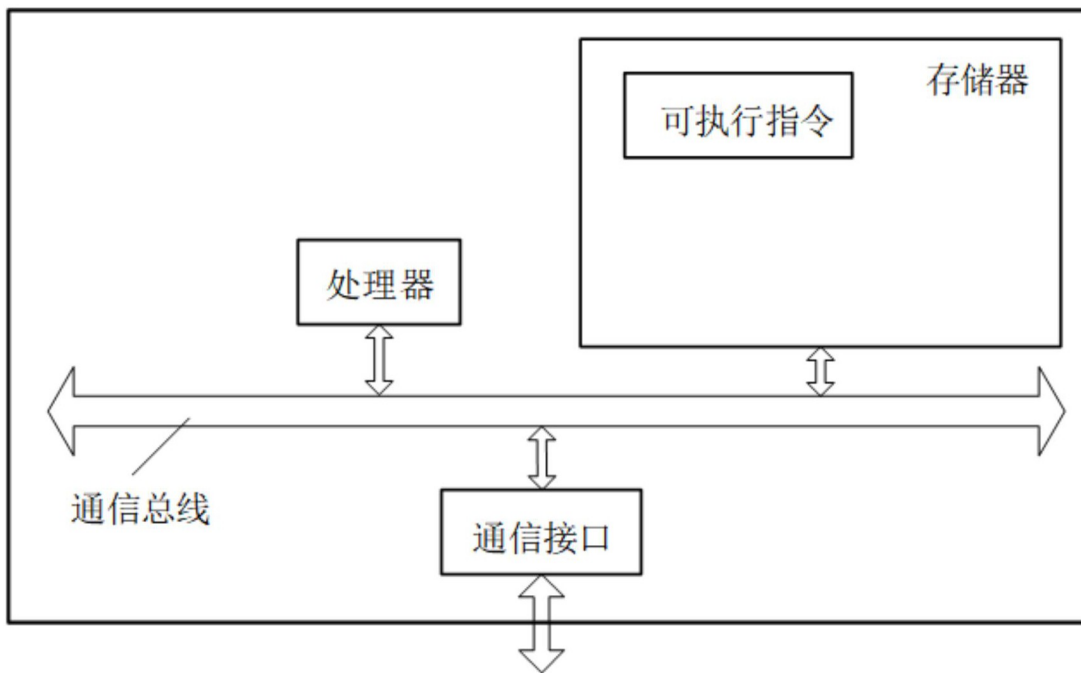 存储器
可执行指令
处理器
通信总线
通信接口